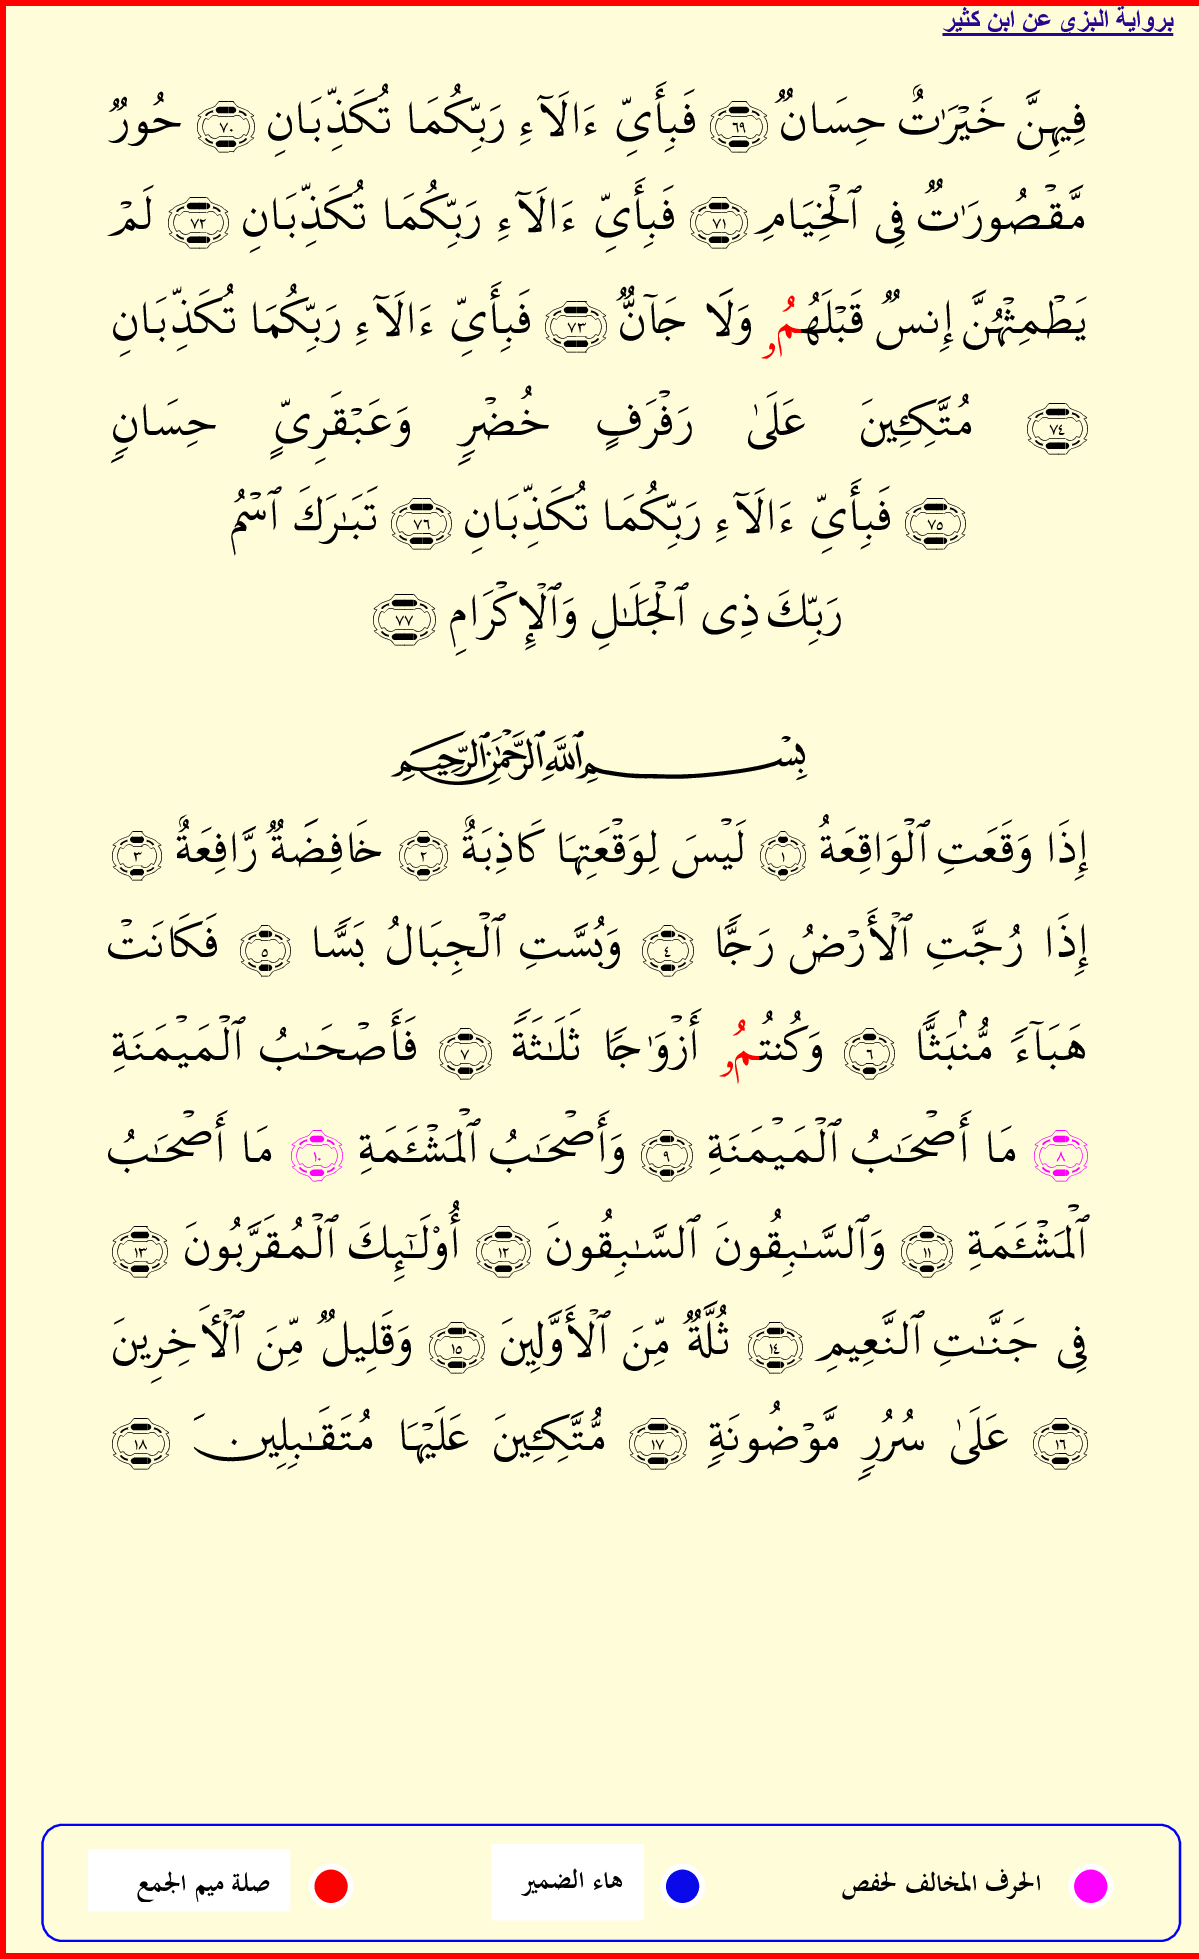 برواية البزى عن ابن كثير
فِيهِنَّ خَيْرَٰتٌ حِسَانٌ ٦٩ فَبِأَىِّ ءَالَآءِ رَبِّكُمَا تُكَذِّبَانِ ٧٠ حُورٌ
مَّقْصُورَٰتٌ فِى ٱلْخِيَامِ ٧١ فَبِأَىِّ ءَالَآءِ رَبِّكُمَا تُكَذِّبَانِ ٧٢ لَمْ
يَطْمِثْهُنَّ إِنسٌ قَبْلَهُمُۥ وَلَا جَآنٌّ ٧٣ فَبِأَىِّ ءَالَآءِ رَبِّكُمَا تُكَذِّبَانِ
٧٤ مُتَّكِـِٔينَ عَلَىٰ رَفْرَفٍ خُضْرٍ وَعَبْقَرِىٍّ حِسَانٍ
٧٥ فَبِأَىِّ ءَالَآءِ رَبِّكُمَا تُكَذِّبَانِ ٧٦ تَبَـٰرَكَ ٱسْمُ
رَبِّكَ ذِى ٱلْجَلَـٰلِ وَٱلْإِكْرَامِ ٧٧
بِسْمِ ٱللَّهِ ٱلرَّحْمَـٰنِ ٱلرَّحِيمِ
إِذَا وَقَعَتِ ٱلْوَاقِعَةُ ١ لَيْسَ لِوَقْعَتِهَا كَاذِبَةٌ ٢ خَافِضَةٌ رَّافِعَةٌ ٣
إِذَا رُجَّتِ ٱلْأَرْضُ رَجًّا ٤ وَبُسَّتِ ٱلْجِبَالُ بَسًّا ٥ فَكَانَتْ
هَبَآءً مُّنۢبَثًّا ٦ وَكُنتُمُۥ أَزْوَٰجًا ثَلَـٰثَةً ٧ فَأَصْحَـٰبُ ٱلْمَيْمَنَةِ
٨ مَا أَصْحَـٰبُ ٱلْمَيْمَنَةِ ٩ وَأَصْحَـٰبُ ٱلْمَشْـَٔمَةِ ١٠ مَا أَصْحَـٰبُ
ٱلْمَشْـَٔمَةِ ١١ وَٱلسَّـٰبِقُونَ ٱلسَّـٰبِقُونَ ١٢ أُوْلَـٰٓئِكَ ٱلْمُقَرَّبُونَ ١٣
فِى جَنَّـٰتِ ٱلنَّعِيمِ ١٤ ثُلَّةٌ مِّنَ ٱلْأَوَّلِينَ ١٥ وَقَلِيلٌ مِّنَ ٱلْـَٔاخِرِينَ
١٦ عَلَىٰ سُرُرٍ مَّوْضُونَةٍ ١٧ مُّتَّكِـِٔينَ عَلَيْهَا مُتَقَـٰبِلِينَ ١٨
الحرف المخالف لحفص هاء الضمير صلة ميم الجمع